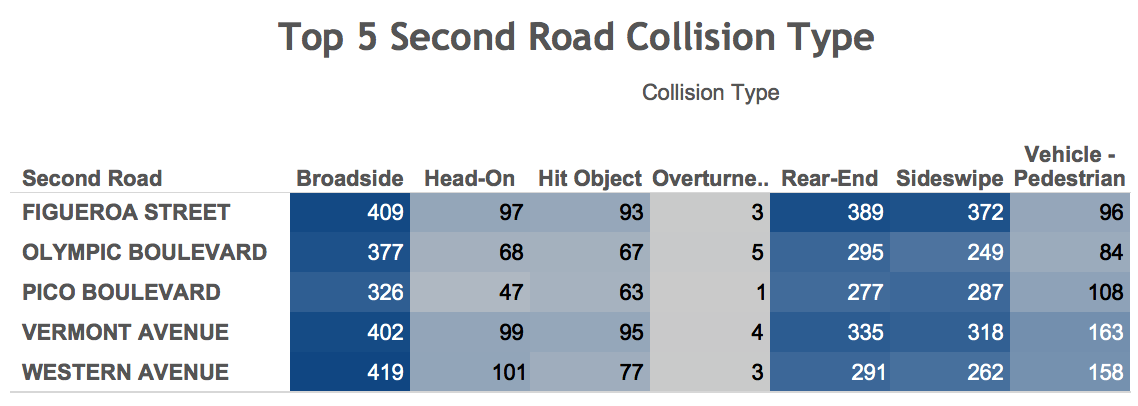 Top 5 Second Road Collision Type
Collision Type
Vehicle -
Second Road Broadside Head-On Hit Object Overturne.. Rear-End Sideswipe Pedestrian
FIGUEROA STREET 409 97 93 3 389 372 96
OLYMPIC BOULEVARD 377 68 67 5 295 249 84
PICO BOULEVARD 326 47 63 1 277 287 108
VERMONT AVENUE 402 99 95 4 335 318 163
WESTERN AVENUE 419 101 77 3 291 262 158